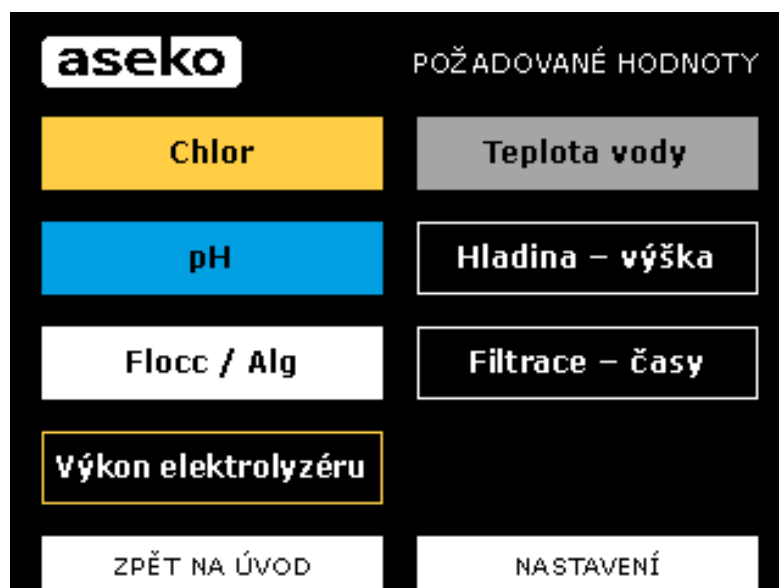 aseko
POŽADOVANÉ HODNOTY
Chlor
Teplota vody
pH
Hladina – výška
Flocc / Alg
Filtrace – časy
Výkon elektrolyzéru
ZPĚT NA ÚVOD
NASTAVENÍ